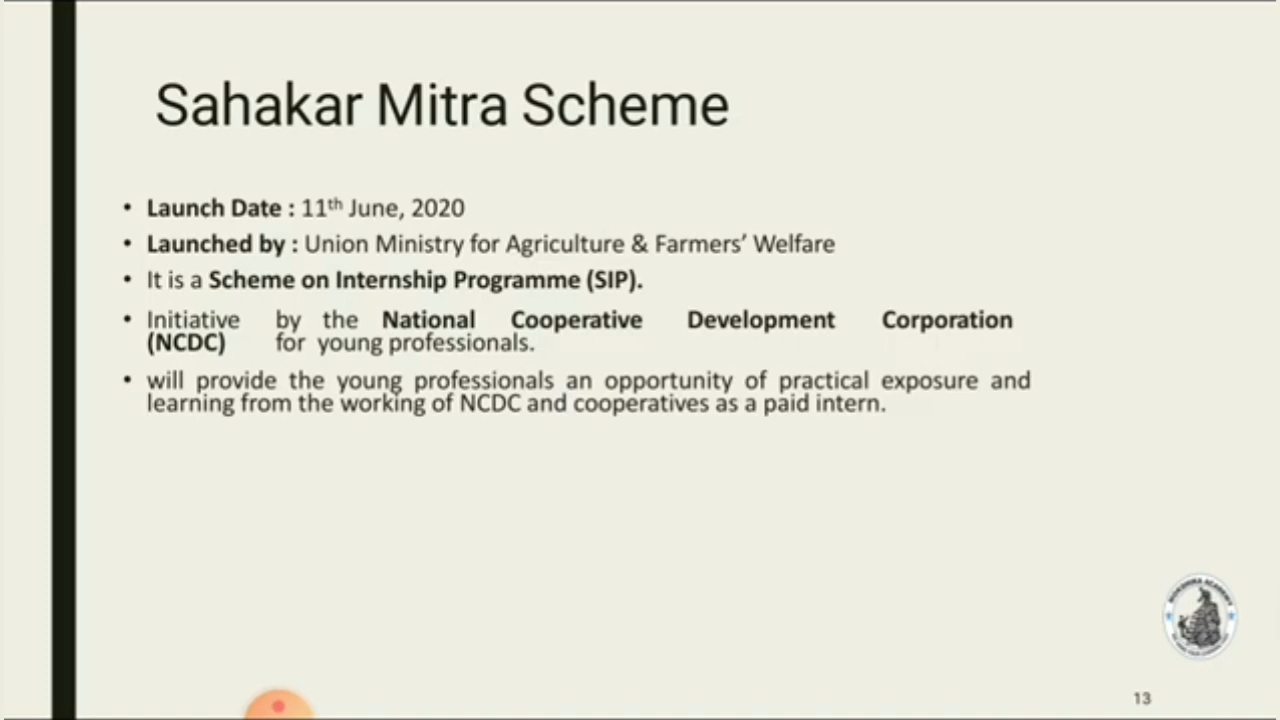 Sahakar Mitra Scheme
• Launch Date : 11th June, 2020
• Launched by : Union Ministry for Agriculture & Farmers’ Welfare
• It is a Scheme on Internship Programme (SIP).
• Initiative by the National Cooperative Development Corporation
(NCDC) for young professionals.
• will provide the young professionals an opportunity of practical exposure and
learning from the working of NCDC and cooperatives as a paid intern.
13